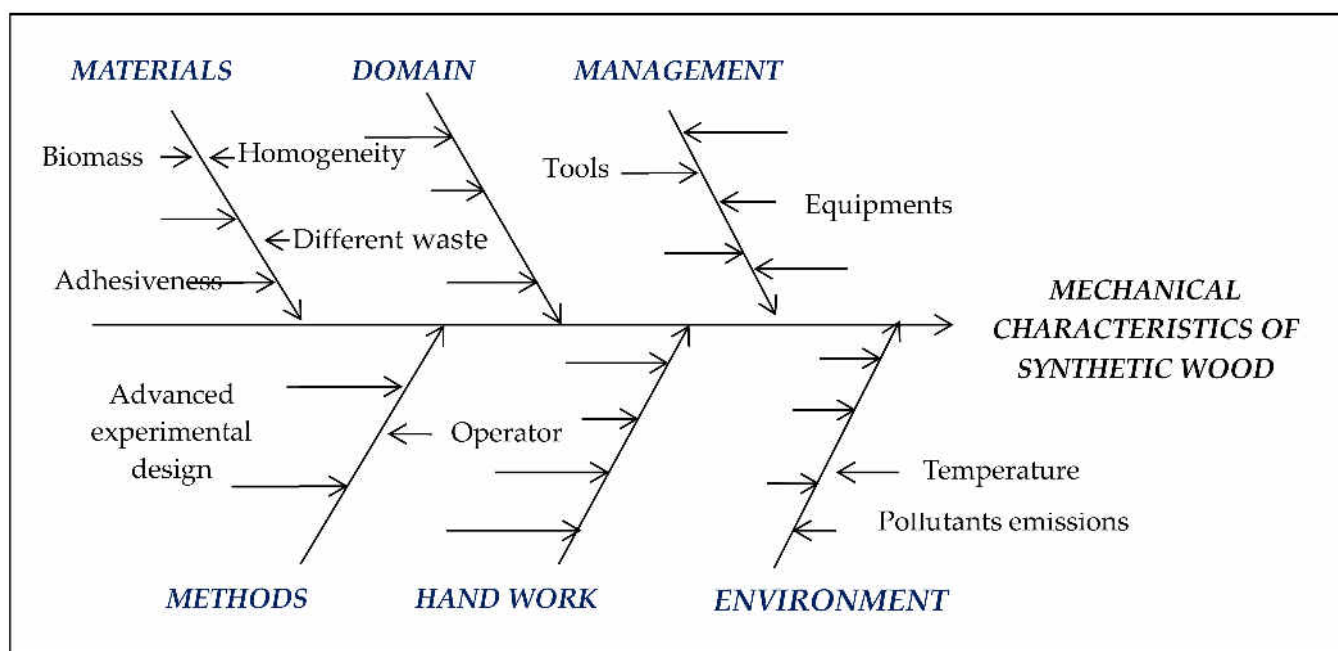 MATERIALS
DOMAIN
MANAGEMENT
Biomass
Homogeneity
Tools
Equipments
Different waste
Adhesiveness
MECHANICAL
CHARACTERISTICS OF
SYNTHETIC WOOD
Advanced
experimental
design
Operator
Temperature
Pollutants emissions
METHODS
HAND WORK
ENVIRONMENT